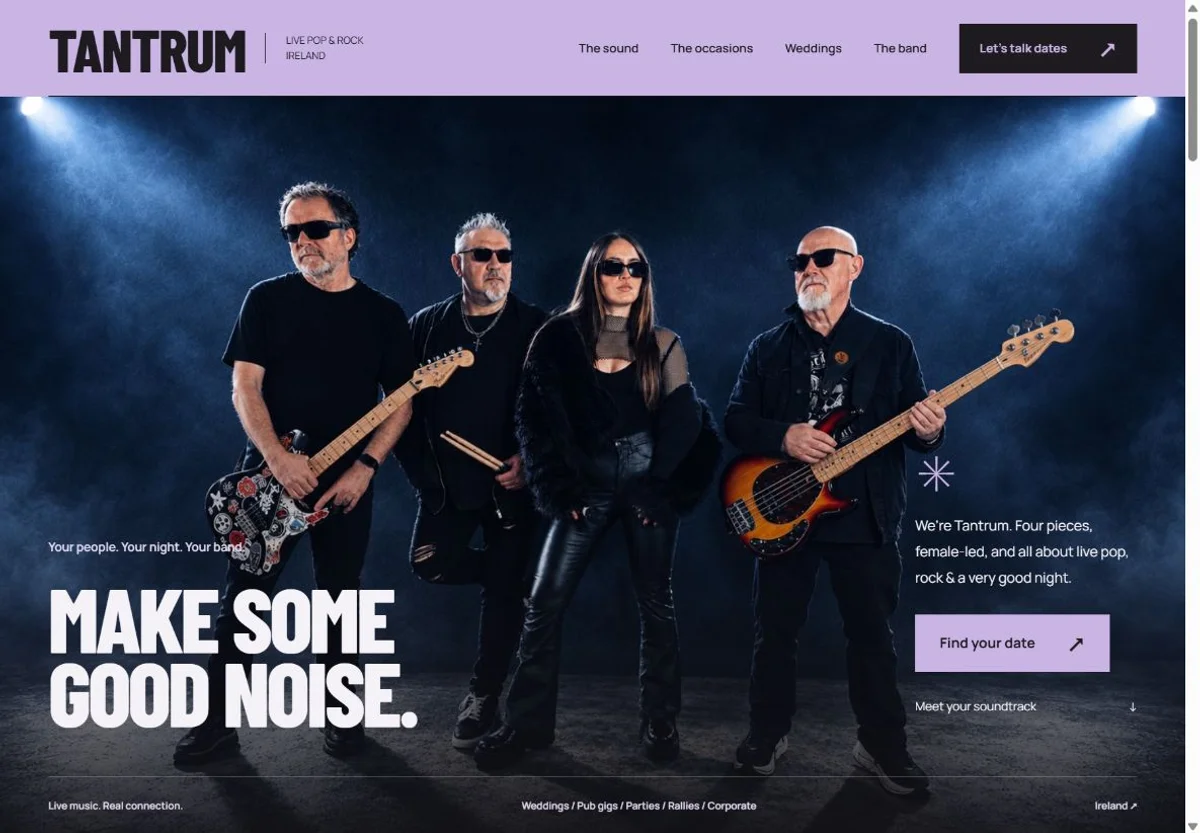 TANTRUM
LIVE POP & ROCK
IRELAND
The sound
The occasions
Weddings
The band
Let's talk dates ↗
Your people. Your night. Your band.
MAKE SOME
GOOD NOISE.
We're Tantrum. Four pieces,
female-led, and all about live pop,
rock & a very good night.
Find your date ↗
Meet your soundtrack ↓
Live music. Real connection.
Weddings / Pub gigs / Parties / Rallies / Corporate
Ireland ↗